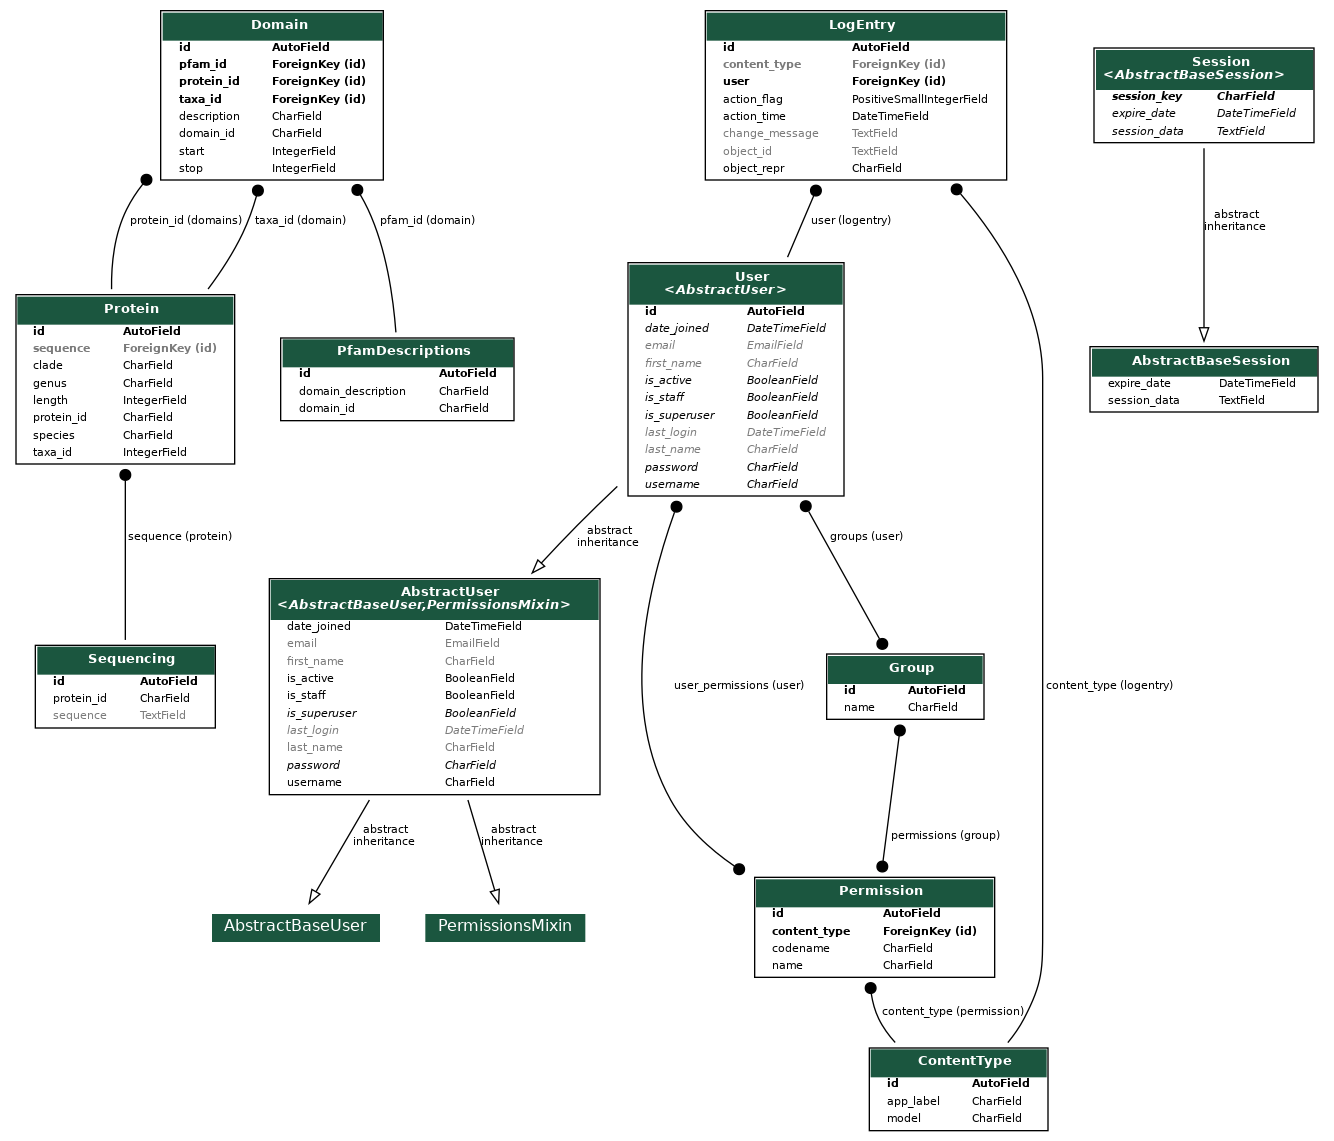 Domain
id AutoField
pfam_id ForeignKey (id)
protein_id ForeignKey (id)
taxa_id ForeignKey (id)
description CharField
domain_id CharField
start IntegerField
stop IntegerField
LogEntry
id AutoField
content_type ForeignKey (id)
user ForeignKey (id)
action_flag PositiveSmallIntegerField
action_time DateTimeField
change_message TextField
object_id TextField
object_repr CharField
Session
<AbstractBaseSession>
session_key CharField
expire_date DateTimeField
session_data TextField
protein_id (domains)
taxa_id (domain)
pfam_id (domain)
user (logentry)
abstract
inheritance
Protein
id AutoField
sequence ForeignKey (id)
clade CharField
genus CharField
length IntegerField
protein_id CharField
species CharField
taxa_id IntegerField
PfamDescriptions
id AutoField
domain_description CharField
domain_id CharField
User
<AbstractUser>
id AutoField
date_joined DateTimeField
email EmailField
first_name CharField
is_active BooleanField
is_staff BooleanField
is_superuser BooleanField
last_login DateTimeField
last_name CharField
password CharField
username CharField
AbstractBaseSession
expire_date DateTimeField
session_data TextField
sequence (protein)
abstract
inheritance
groups (user)
Sequencing
id AutoField
protein_id CharField
sequence TextField
AbstractUser
<AbstractBaseUser,PermissionsMixin>
date_joined DateTimeField
email EmailField
first_name CharField
is_active BooleanField
is_staff BooleanField
is_superuser BooleanField
last_login DateTimeField
last_name CharField
password CharField
username CharField
user_permissions (user)
Group
id AutoField
name CharField
content_type (logentry)
abstract
inheritance
abstract
inheritance
permissions (group)
AbstractBaseUser
PermissionsMixin
Permission
id AutoField
content_type ForeignKey (id)
codename CharField
name CharField
content_type (permission)
ContentType
id AutoField
app_label CharField
model CharField